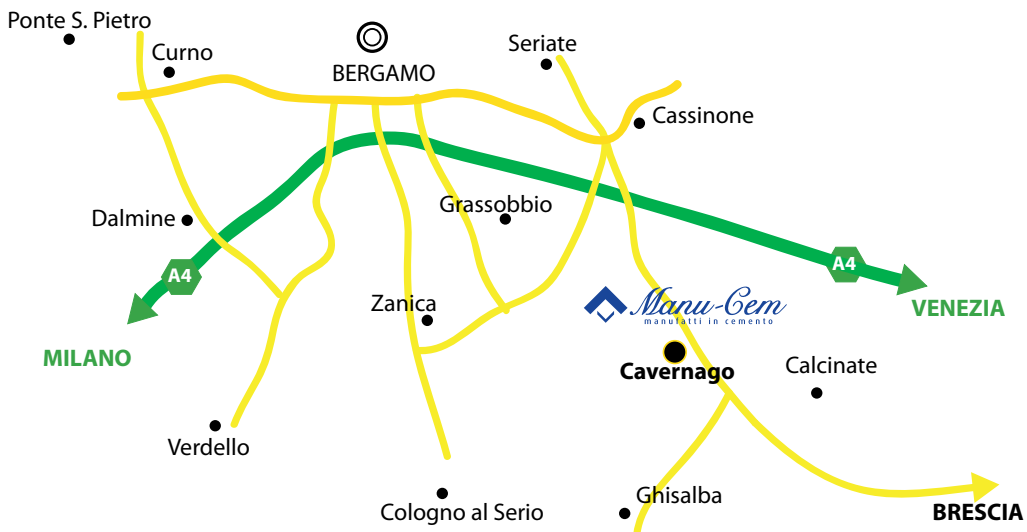 Ponte S. Pietro
Curno
BERGAMO
Seriate
Cassinone
Dalmine
Grassobbio
A4
A4
Zanica
Manu-Cem
manufatti in cemento
VENEZIA
MILANO
Cavernago
Calcinate
Verdello
Ghisalba
Cologno al Serio
BRESCIA